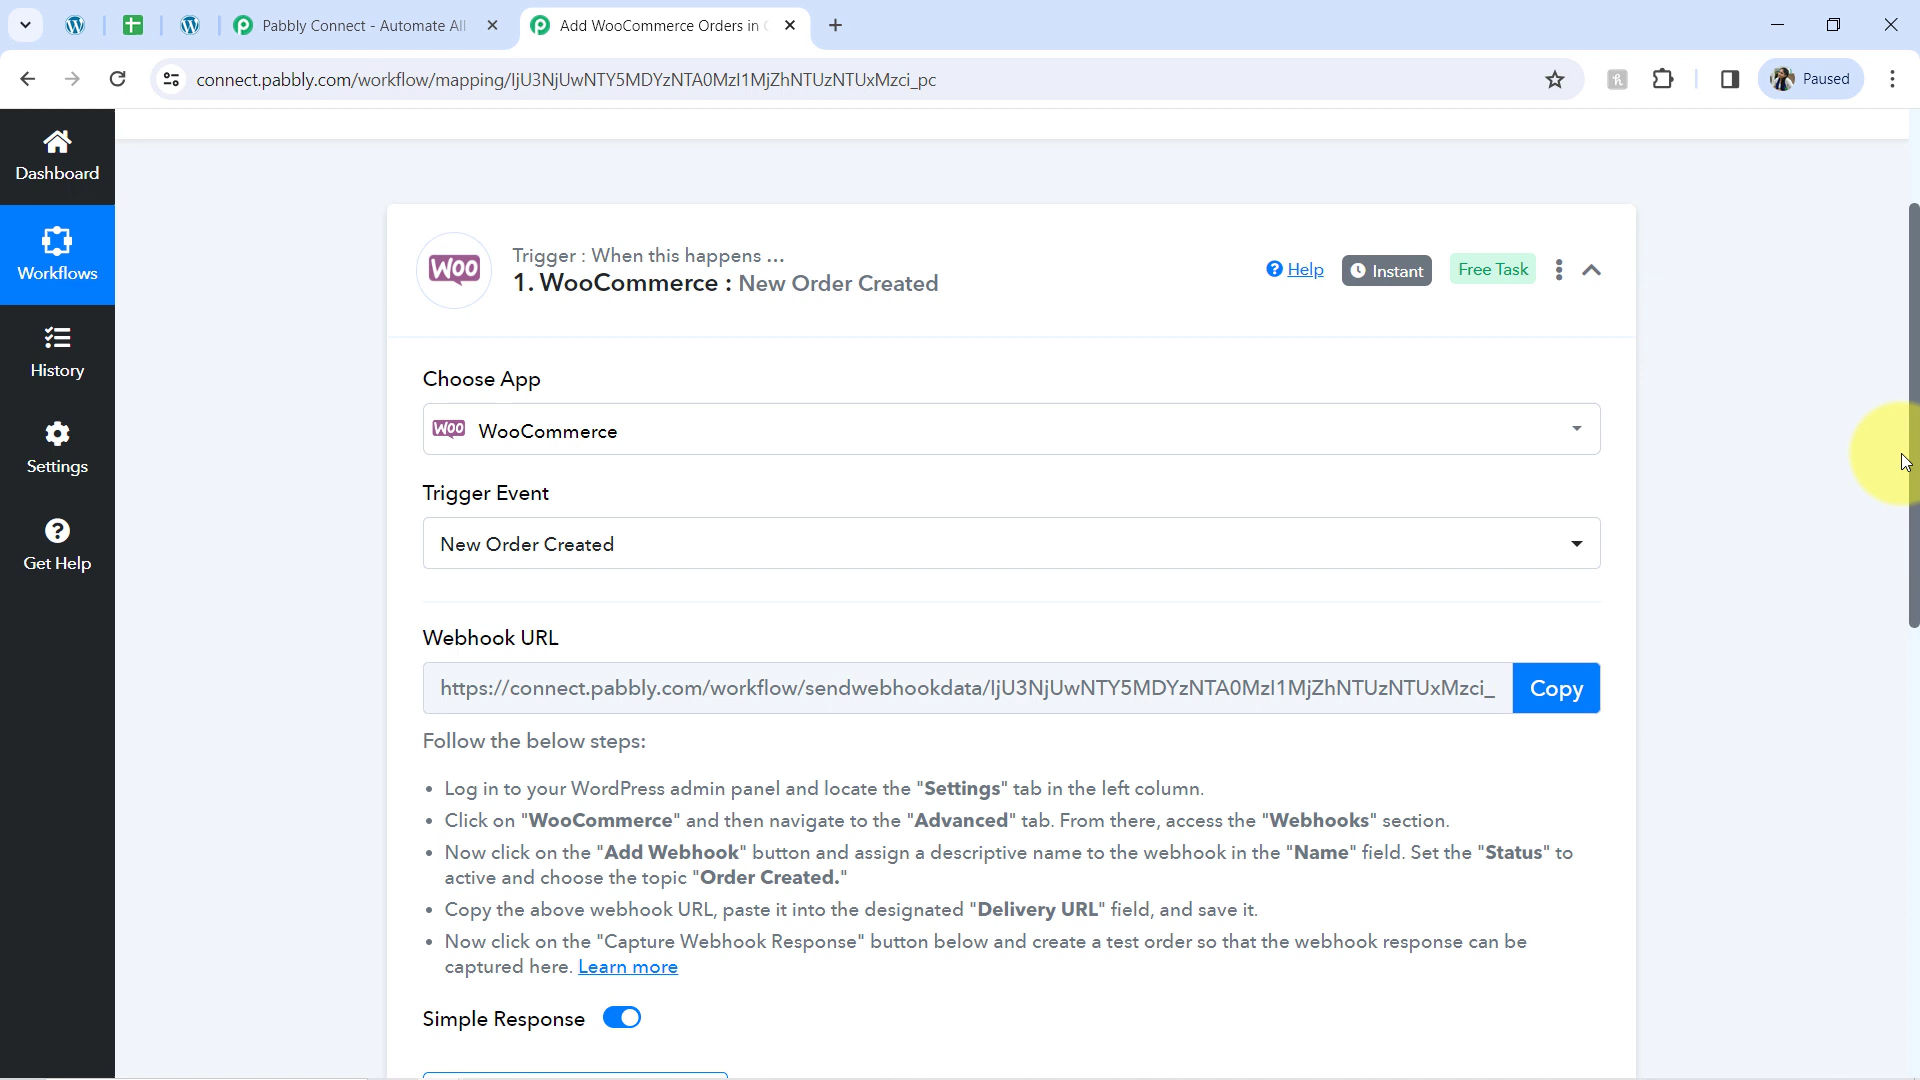 Pabbly Connect - Automate All
Add WooCommerce Orders in
connect.pabbly.com/workflow/mapping/IjU3NjUwNTY5MDYzNTA0MzI1MjZhNTUzNTUxMzci_pc
Paused
Dashboard
Workflows
History
Settings
Get Help
WOO
Trigger : When this happens ...
1. WooCommerce : New Order Created
Help
Instant
Free Task
Choose App
WOO WooCommerce
Trigger Event
New Order Created
Webhook URL
https://connect.pabbly.com/workflow/sendwebhookdata/IjU3NjUwNTY5MDYzNTA0MzI1MjZhNTUzNTUxMzci_
Copy
Follow the below steps:
• Log in to your WordPress admin panel and locate the "Settings" tab in the left column.
• Click on "WooCommerce" and then navigate to the "Advanced" tab. From there, access the "Webhooks" section.
• Now click on the "Add Webhook" button and assign a descriptive name to the webhook in the "Name" field. Set the "Status" to
active and choose the topic "Order Created."
• Copy the above webhook URL, paste it into the designated "Delivery URL" field, and save it.
• Now click on the "Capture Webhook Response" button below and create a test order so that the webhook response can be
captured here. Learn more
Simple Response